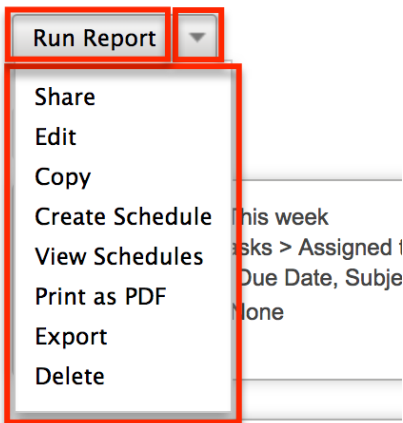 Run Report
Share
Edit
Copy
Create Schedule This week
View Schedules asks > Assigned
Print as PDF Due Date, Subje
Export None
Delete